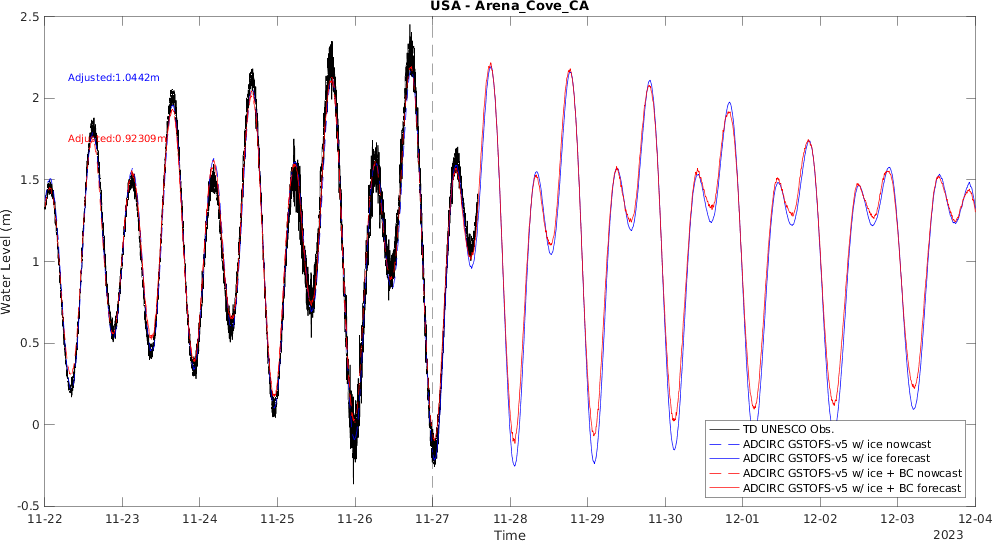 USA - Arena_Cove_CA
2.5
2
1.5
1
0.5
0
-0.5
Water Level (m)
Adjusted:1.0442m
Adjusted:0.92309m
TD UNESCO Obs.
ADCIRC GSTOFS-v5 w/ ice nowcast
ADCIRC GSTOFS-v5 w/ ice forecast
ADCIRC GSTOFS-v5 w/ ice + BC nowcast
ADCIRC GSTOFS-v5 w/ ice + BC forecast
11-22 11-23 11-24 11-25 11-26 11-27 11-28 11-29 11-30 12-01 12-02 12-03 12-04
Time
2023